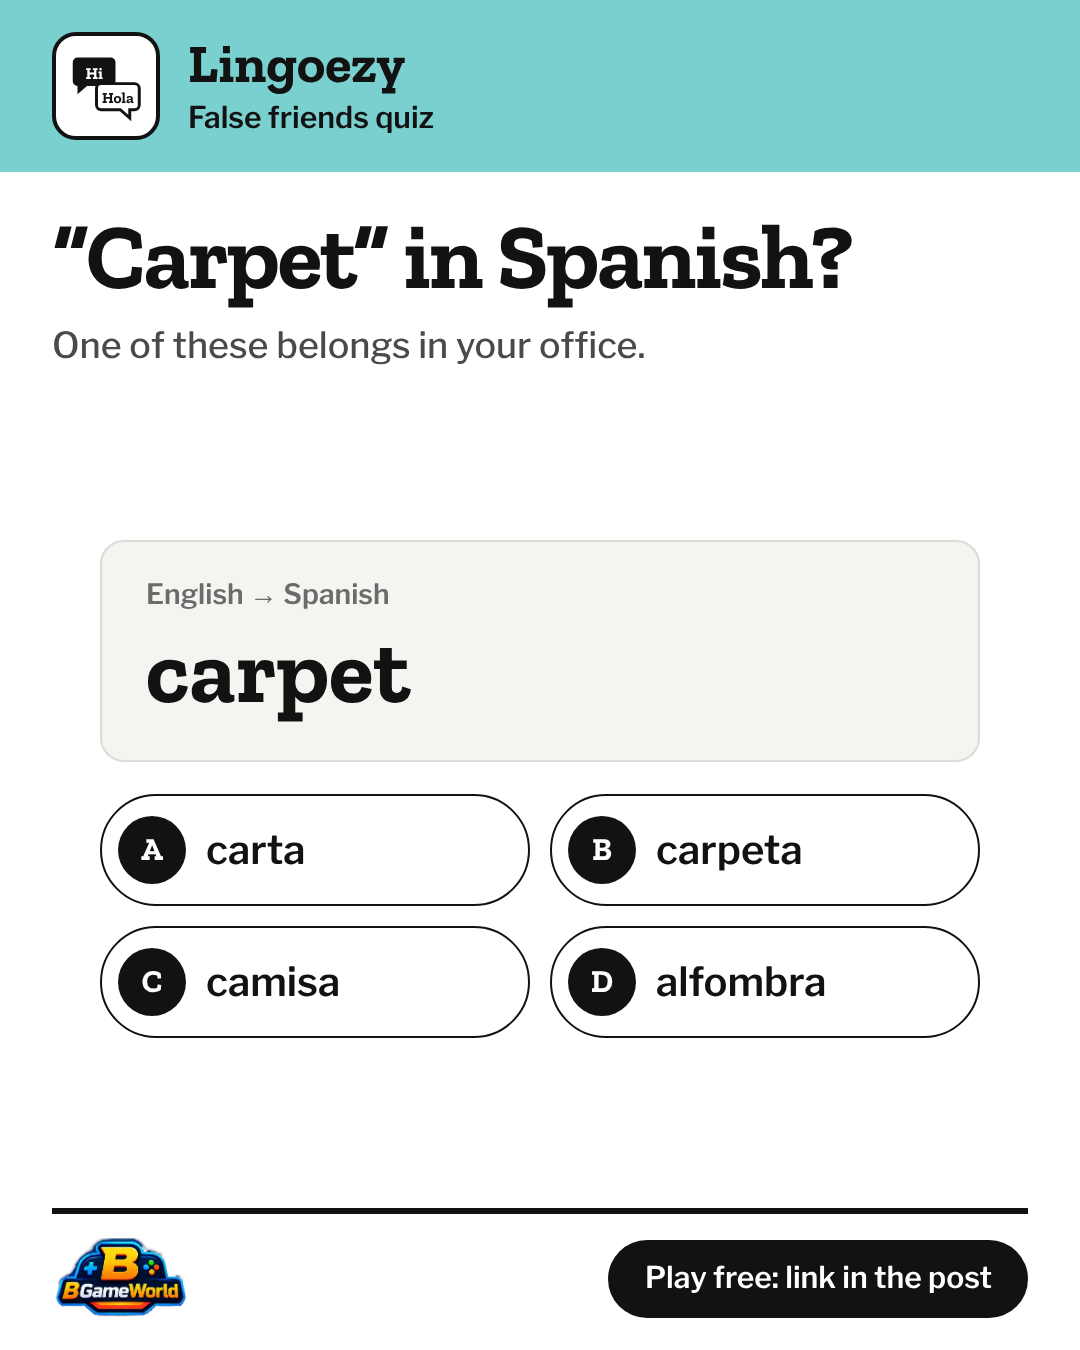 Hi
Hola
Lingoezy
False friends quiz
"Carpet" in Spanish?
One of these belongs in your office.
English → Spanish
carpet
A carta
B carpeta
C camisa
D alfombra
B
BGameWorld
Play free: link in the post